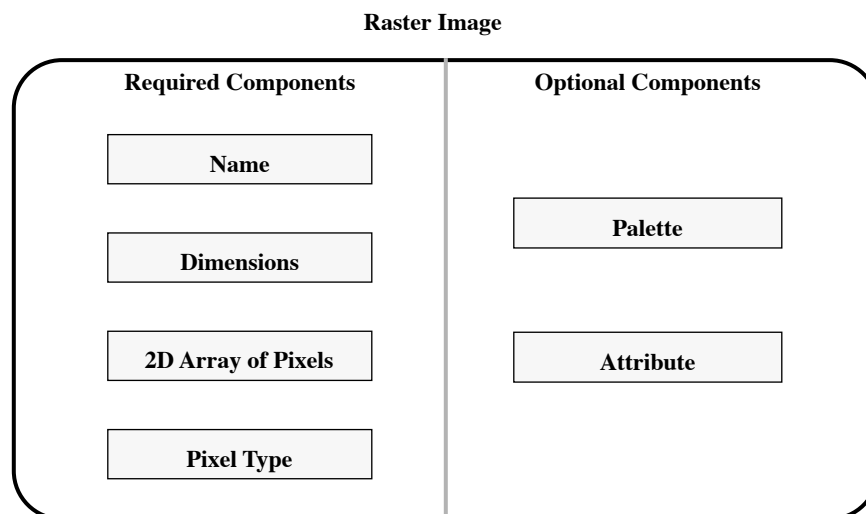 Raster Image
Required Components
Name
Dimensions
2D Array of Pixels
Pixel Type
Optional Components
Palette
Attribute